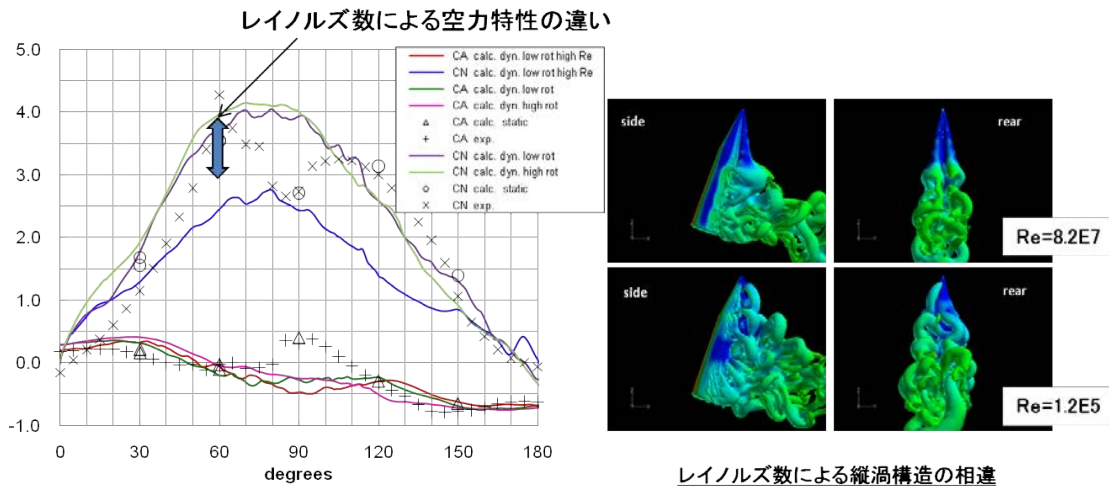 レイノルズ数による空力特性の違い
5.0
4.0
3.0
2.0
1.0
0.0
-1.0
0
30
60
90
120
150
180
degrees
CA calc. dyn. low rot high Re
CN calc. dyn. low rot high Re
CA calc. dyn. low rot
CA calc. dyn. high rot
CA calc. static
CA exp.
CN calc. dyn. low rot
CN calc. dyn. high rot
CN calc. static
CN exp.
side
rear
Re=8.2E7
side
rear
Re=1.2E5
レイノルズ数による縦渦構造の相違